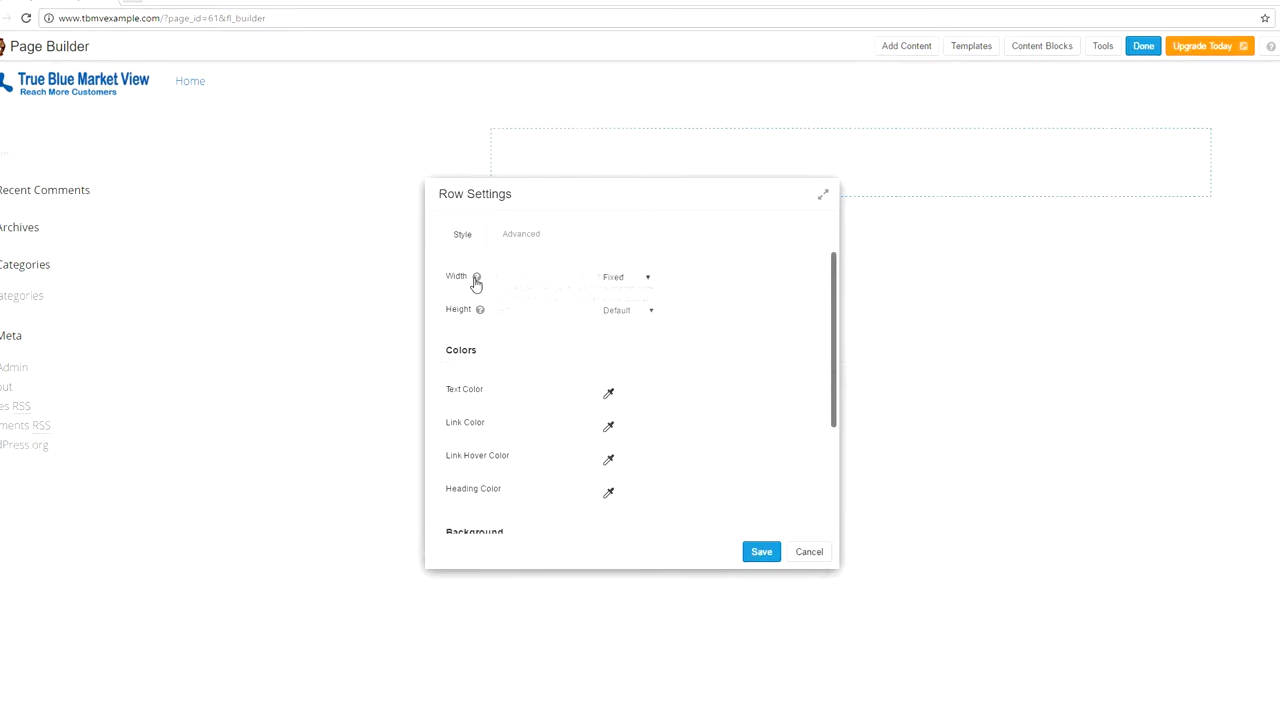 www.tbmvexample.com/?page_id=61&fl_builder
Page Builder
Add Content
Templates
Content Blocks
Tools
Done
Upgrade Today
True Blue Market View
Reach More Customers
Home
Recent Comments
Archives
Categories
ategories
Meta
Admin
out
es RSS
ments RSS
dPress.org
Row Settings
Style
Advanced
Width
Fixed
Height
Default
Colors
Text Color
Link Color
Link Hover Color
Heading Color
Background
Save
Cancel